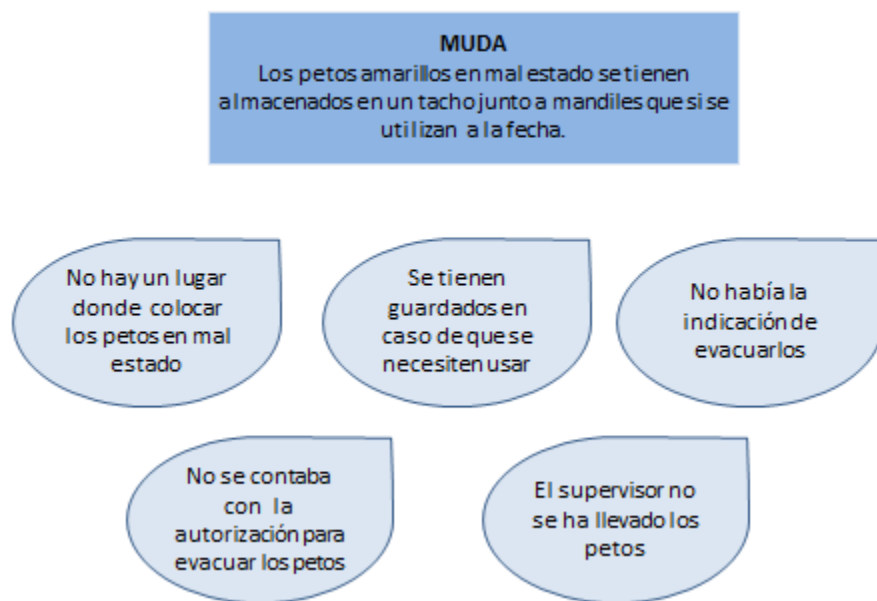 MUDA
Los petos amarillos en mal estado se tienen
almacenados en un tacho junto a mandiles que si se
utilizan a la fecha.
No hay un lugar
donde colocar
los petos en mal
estado
Se tienen
guardados en
caso de que se
necesiten usar
No había la
indicación de
evacuarlos
No se contaba
con la
autorización para
evacuar los petos
El supervisor no
se ha llevado los
petos